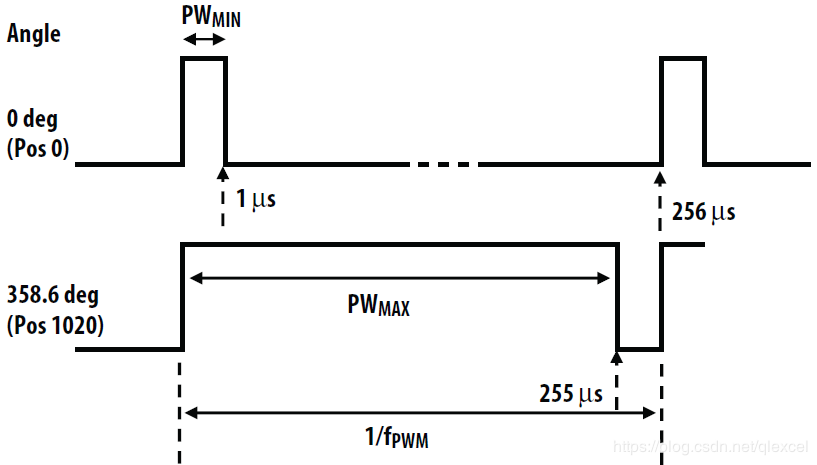 PWMIN
Angle
0 deg
(Pos 0)
1 μs
256 μs
358.6 deg
(Pos 1020)
PWMAX
255 μs
1/fPWM
https://blog.csdn.net/qlexcel